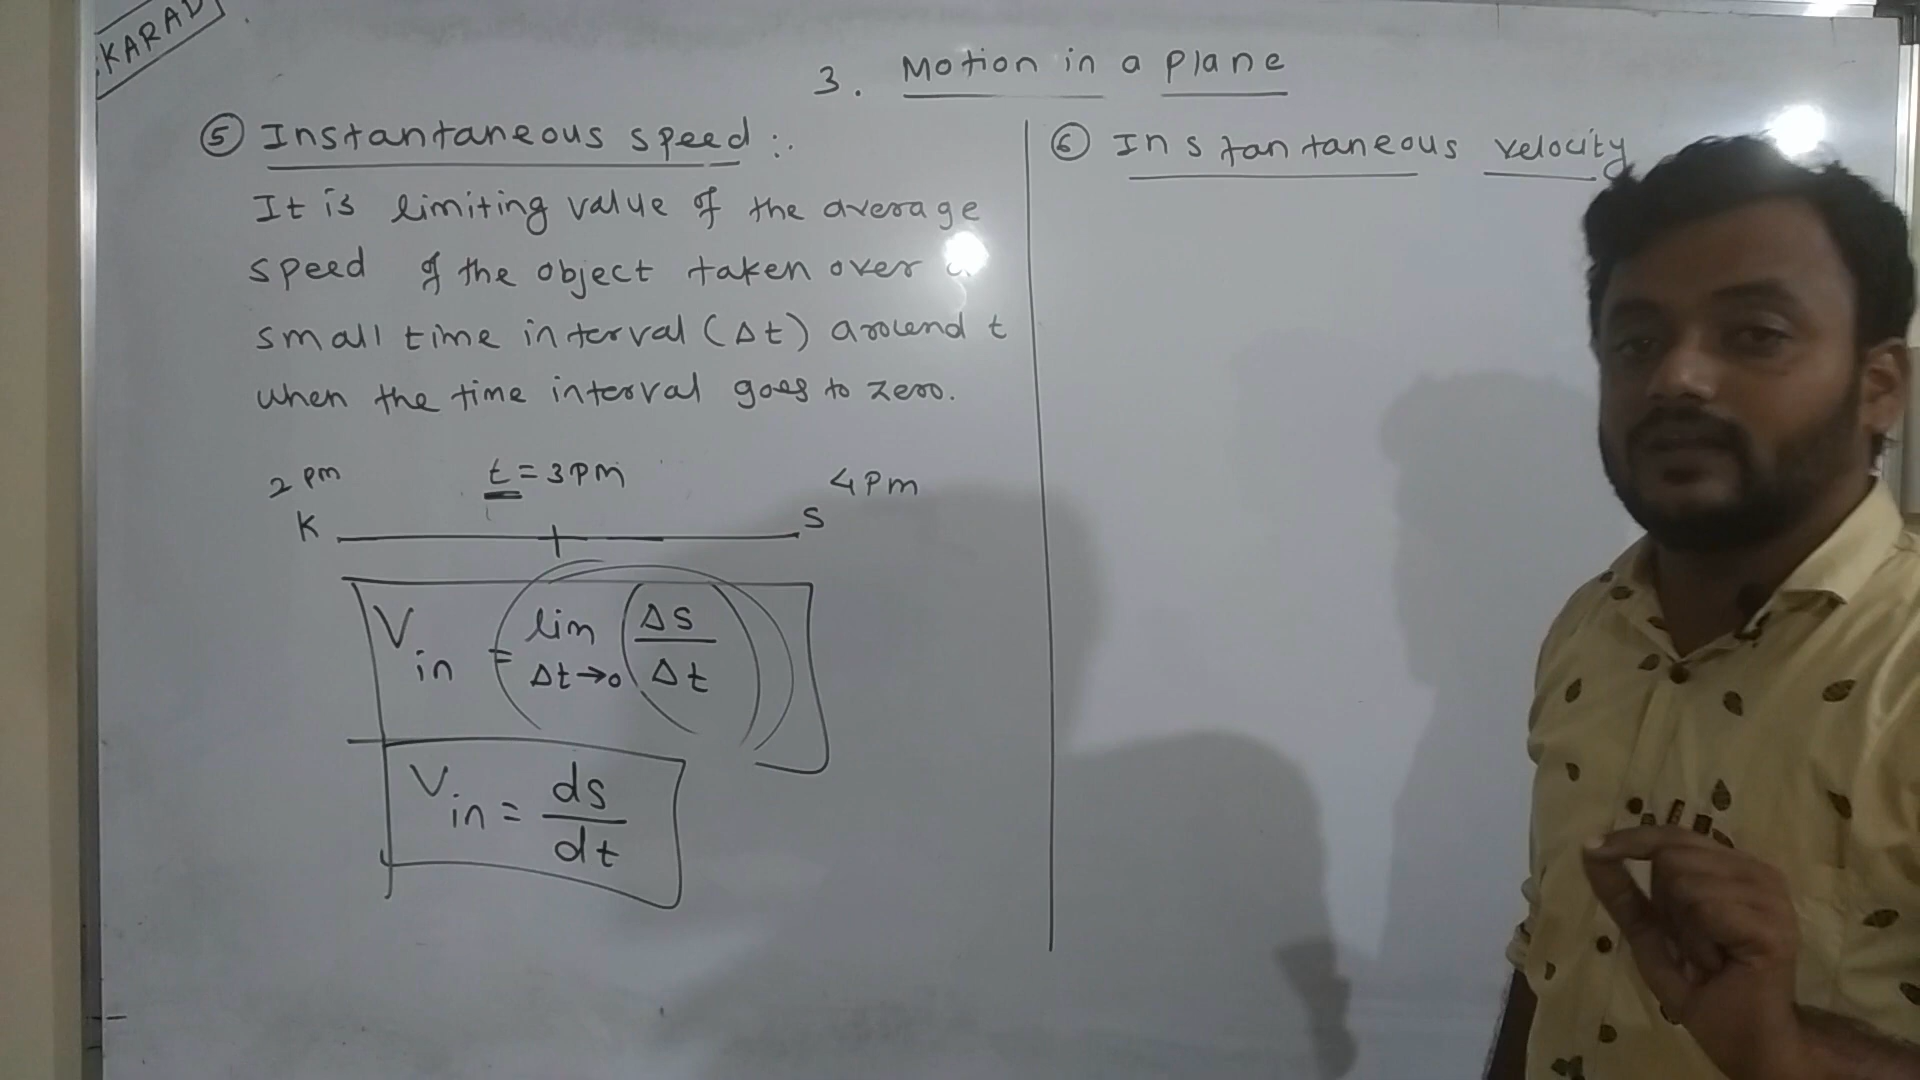 KARAD
3. Motion in a plane
⑤ Instantaneous speed :.
It is limiting value of the average
speed of the object taken over
small time interval (Δt) around t
when the time interval goes to zero.
2 pm t = 3 PM 4 Pm
K S
V in = lim Δt→0 (ΔS / Δt)
V in = ds / dt
⑥ Instantaneous velocity